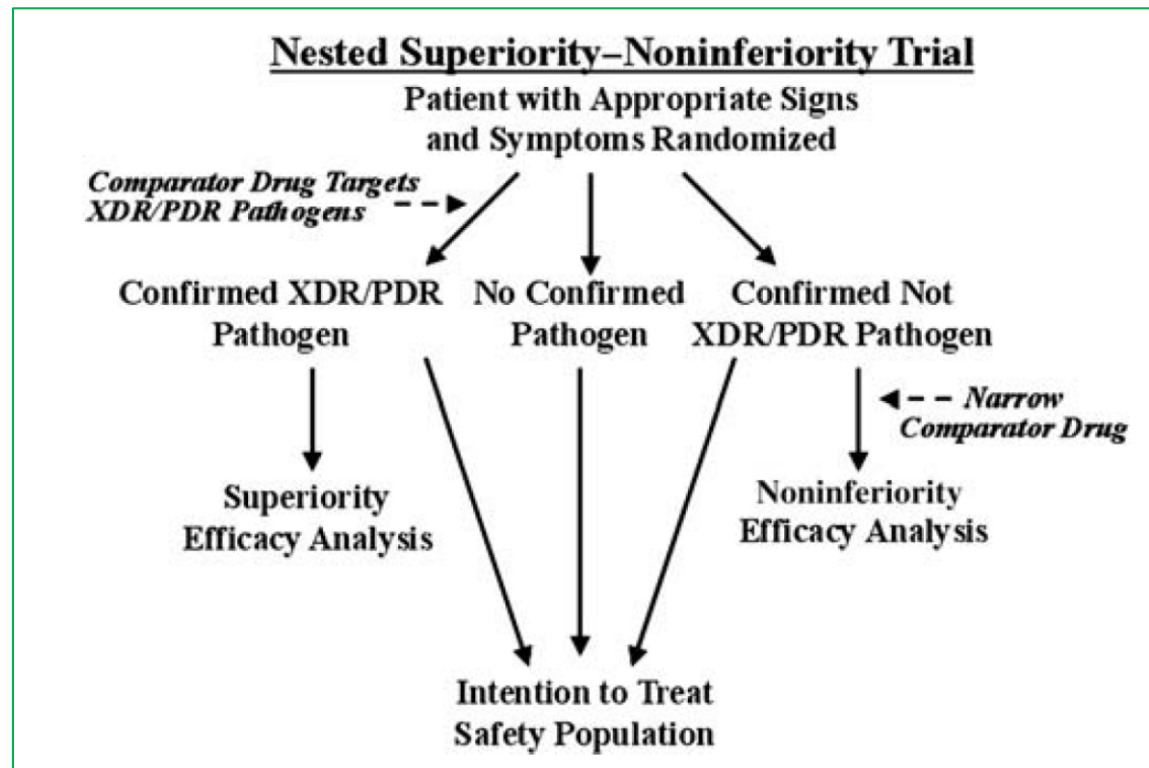 Nested Superiority–Noninferiority Trial
Patient with Appropriate Signs
and Symptoms Randomized
Comparator Drug Targets
XDR/PDR Pathogens
Confirmed XDR/PDR
Pathogen
No Confirmed
Pathogen
Confirmed Not
XDR/PDR Pathogen
Narrow
Comparator Drug
Superiority
Efficacy Analysis
Noninferiority
Efficacy Analysis
Intention to Treat
Safety Population